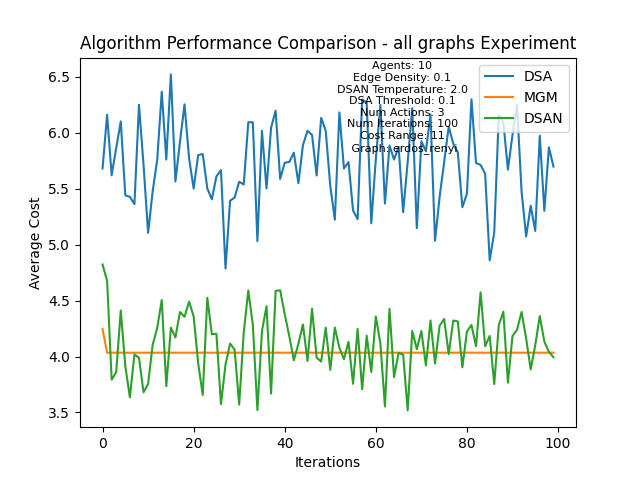 Algorithm Performance Comparison - all graphs Experiment
Agents: 10
Edge Density: 0.1
DSAN Temperature: 2.0
DSA Threshold: 0.1
Num Actions: 3
Num Iterations: 100
Cost Range: 11
Graph: erdos_renyi
DSA
MGM
DSAN
6.5
6.0
5.5
5.0
4.5
4.0
3.5
Average Cost
0
20
40
60
80
100
Iterations